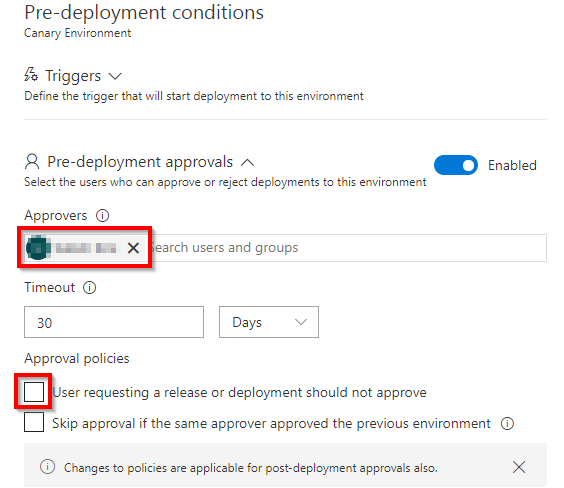 Pre-deployment conditions
Canary Environment
Triggers
Define the trigger that will start deployment to this environment
Pre-deployment approvals
Enabled
Select the users who can approve or reject deployments to this environment
Approvers
Search users and groups
Timeout
30
Days
Approval policies
User requesting a release or deployment should not approve
Skip approval if the same approver approved the previous environment
Changes to policies are applicable for post-deployment approvals also.